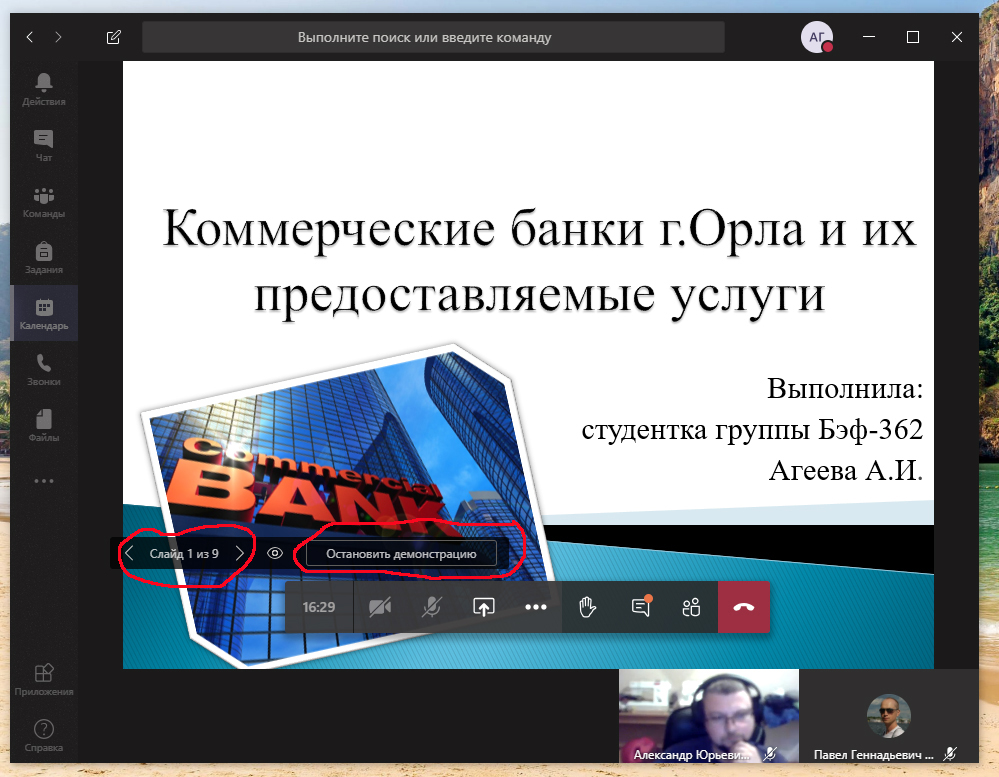 Выполните поиск или введите команду
АГ
Действия
Чат
Команды
Задания
Календарь
Звонки
Файлы
Приложения
Справка
Коммерческие банки г.Орла и их
предоставляемые услуги
Выполнила:
студентка группы Бэф-362
Агеева А.И.
Commercial
BANK
Слайд 1 из 9
Остановить демонстрацию
16:29
Александр Юрьеви...
Павел Геннадьевич ...